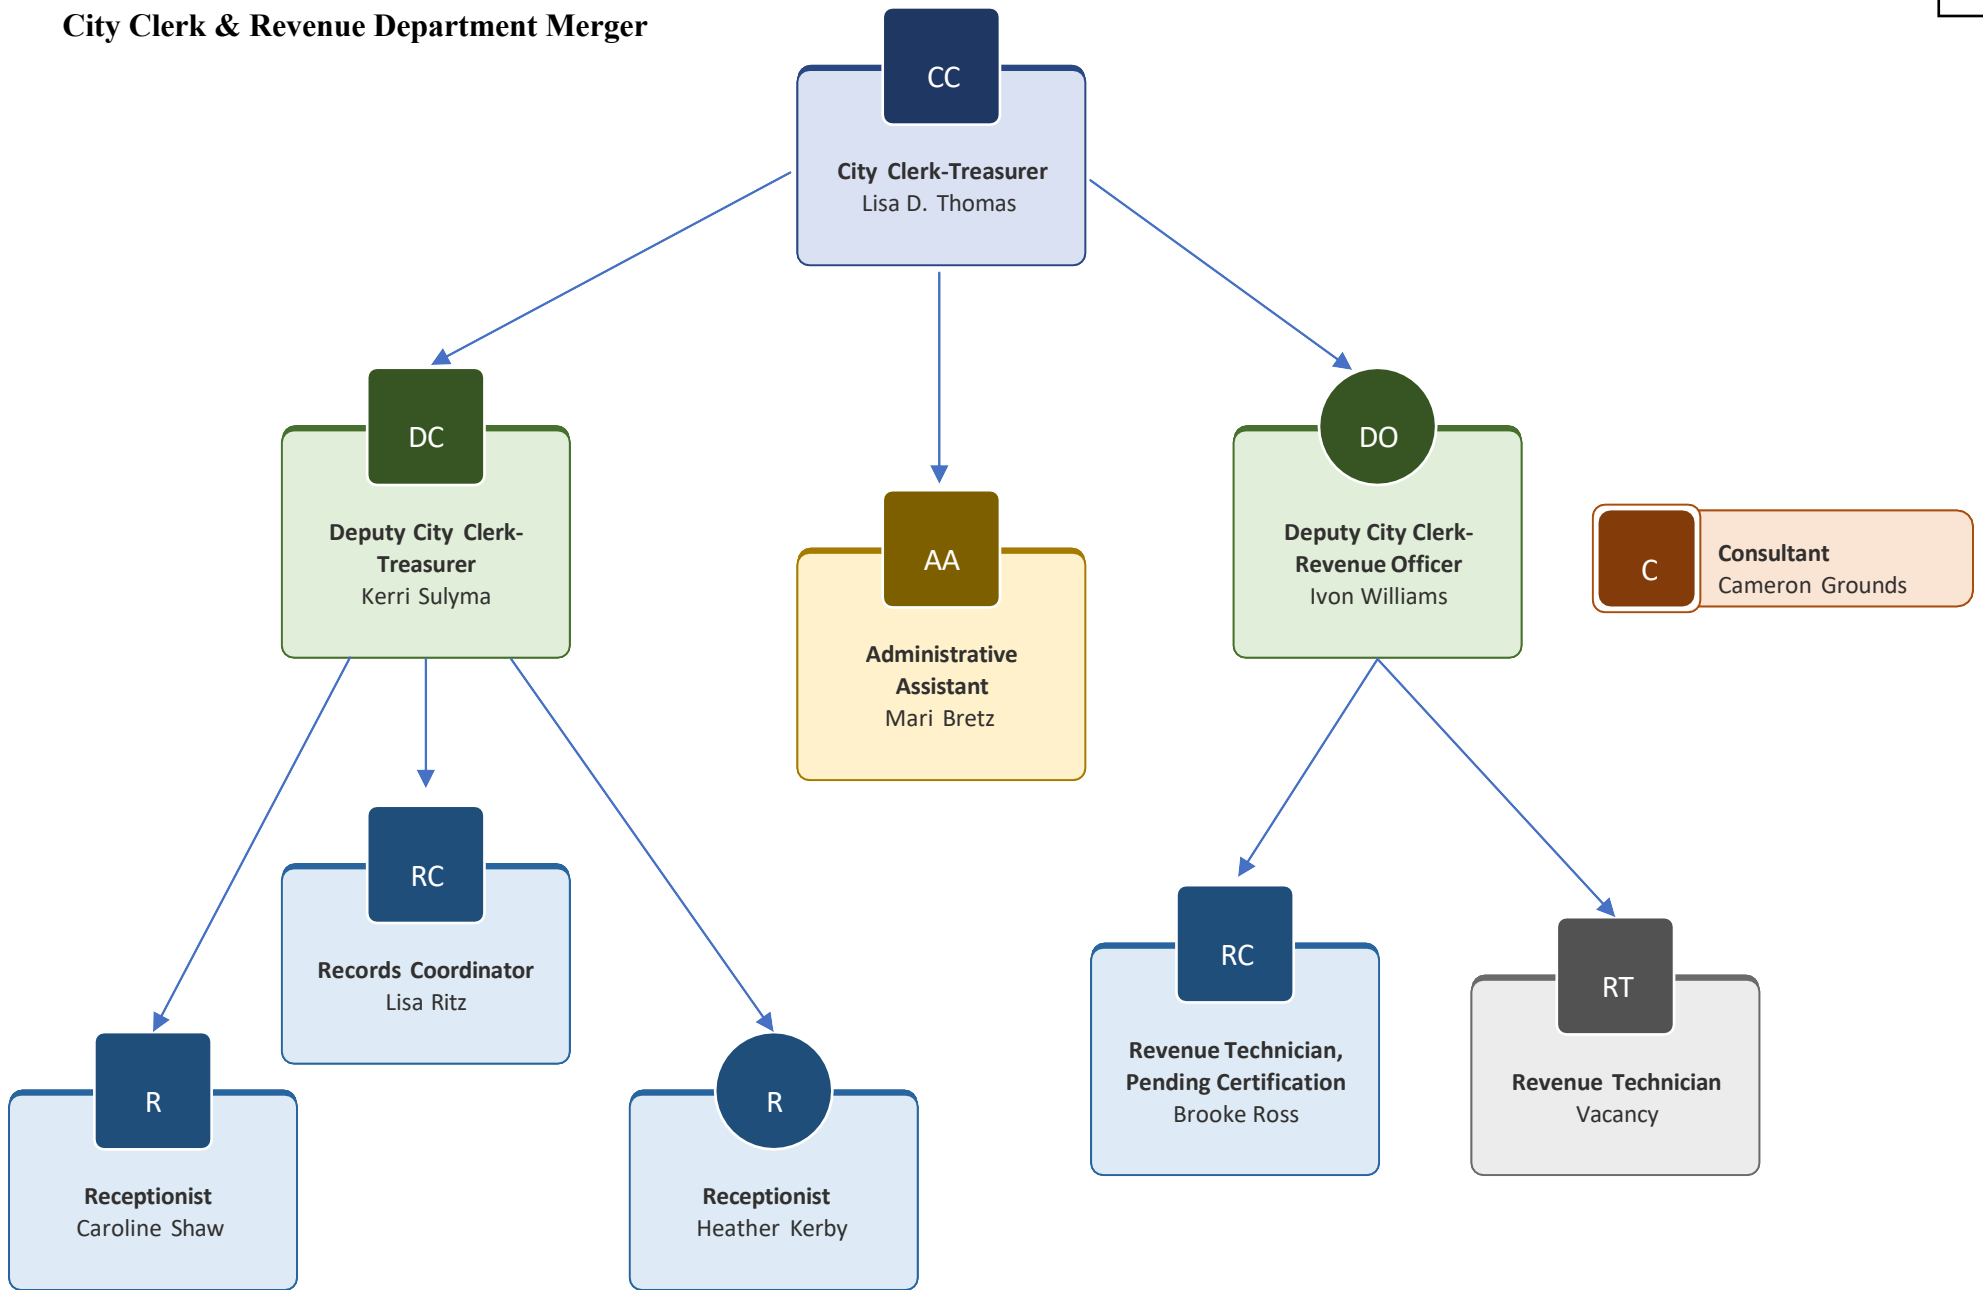 City Clerk & Revenue Department Merger
CC
City Clerk-Treasurer
Lisa D. Thomas
DC
Deputy City Clerk-
Treasurer
Kerri Sulyma
AA
Administrative
Assistant
Mari Bretz
DO
Deputy City Clerk-
Revenue Officer
Ivon Williams
C
Consultant
Cameron Grounds
RC
Records Coordinator
Lisa Ritz
R
Receptionist
Caroline Shaw
R
Receptionist
Heather Kerby
RC
Revenue Technician,
Pending Certification
Brooke Ross
RT
Revenue Technician
Vacancy